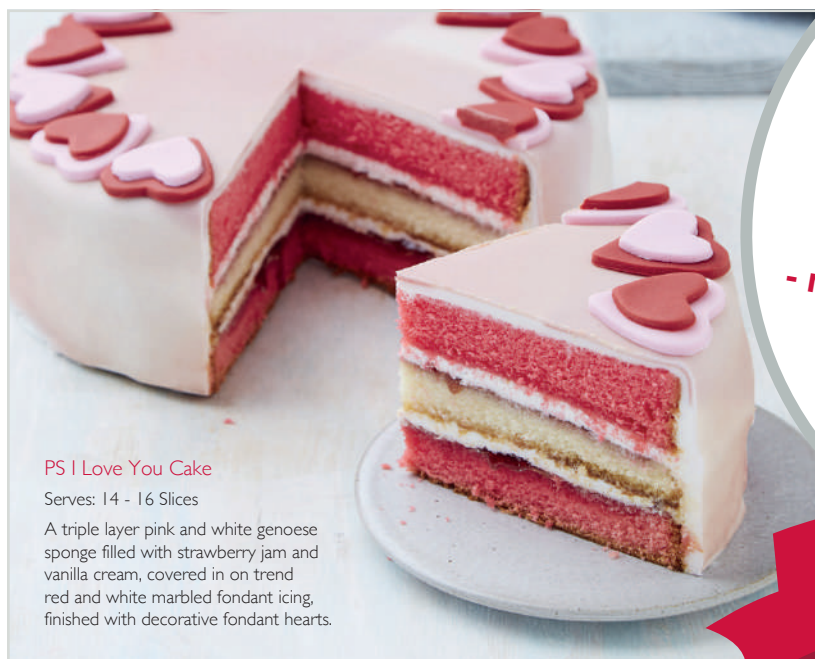 PS I Love You Cake
Serves: 14 - 16 Slices
A triple layer pink and white genoese
sponge filled with strawberry jam and
vanilla cream, covered in on trend
red and white marbled fondant icing,
finished with decorative fondant hearts.